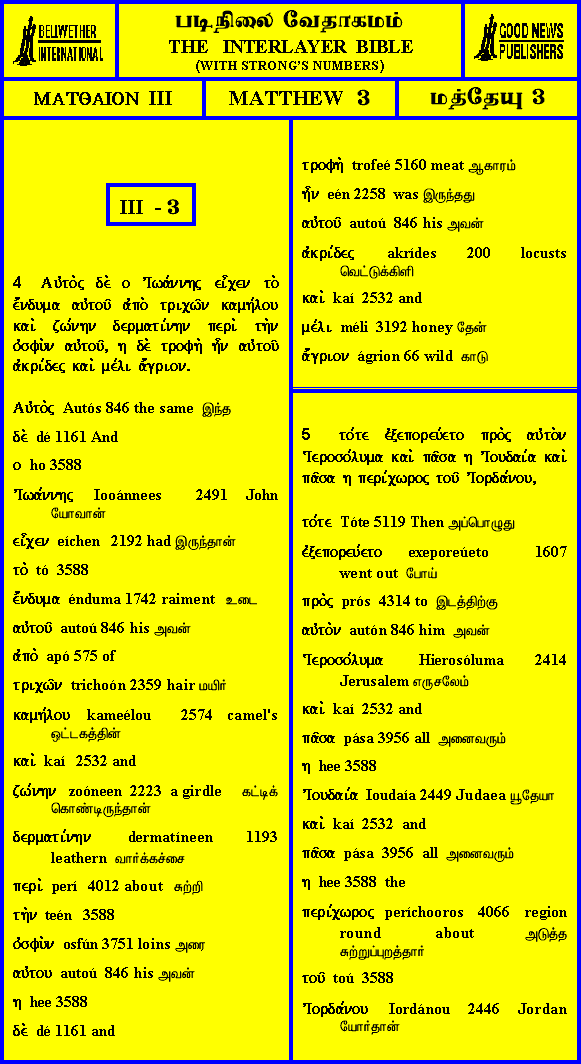 BELLWETHER
INTERNATIONAL
படிநிலை வேதாகமம்
THE INTERLAYER BIBLE
(WITH STRONG'S NUMBERS)
GOOD NEWS
PUBLISHERS
ΜΑΤΘΑΙΟΝ III
MATTHEW 3
மத்தேயு 3
III - 3
4 Αὐτὸς δὲ ο Ἰωάννης εἶχεν τὸ
ἔνδυμα αὐτοῦ ἀπὸ τριχῶν καμήλου
καὶ ζώνην δερματίνην περὶ τὴν
ὀσφὺν αὐτοῦ, η δὲ τροφὴ ἦν αὐτοῦ
ἀκρίδες καὶ μέλι ἄγριον.
Αὐτὸς Autós 846 the same இந்த
δὲ dé 1161 And
ο ho 3588
Ἰωάννης Iooánnees 2491 John
யோவான்
εἶχεν eíchen 2192 had இருந்தான்
τὸ tó 3588
ἔνδυμα énduma 1742 raiment உடை
αὐτοῦ autoú 846 his அவன்
ἀπὸ apó 575 of
τριχῶν trichoón 2359 hair மயிர்
καμήλου kameélou 2574 camel's
ஒட்டகத்தின்
καὶ kaí 2532 and
ζώνην zoóneen 2223 a girdle கட்டிக்
கொண்டிருந்தான்
δερματίνην dermatíneen 1193
leathern வார்க்கச்சை
περὶ perí 4012 about சுற்றி
τὴν teén 3588
ὀσφὺν osfún 3751 loins அரை
αὐτου autoú 846 his அவன்
η hee 3588
δὲ dé 1161 and
τροφὴ trofeé 5160 meat ஆகாரம்
ἦν eén 2258 was இருந்தது
αὐτοῦ autoú 846 his அவன்
ἀκρίδες akrídes 200 locusts
வெட்டுக்கிளி
καὶ kaí 2532 and
μέλι méli 3192 honey தேன்
ἄγριον ágrion 66 wild காடு
5 τότε ἐξεπορεύετο πρὸς αὐτὸν
Ἱεροσόλυμα καὶ πᾶσα η Ἰουδαία καὶ
πᾶσα η περίχωρος τοῦ Ἰορδάνου,
τότε Tóte 5119 Then அப்பொழுது
ἐξεπορεύετο exeporeúeto 1607
went out போய்
πρὸς prós 4314 to இடத்திற்கு
αὐτὸν autón 846 him அவன்
Ἱεροσόλυμα Hierosóluma 2414
Jerusalem எருசலேம்
καὶ kaí 2532 and
πᾶσα pása 3956 all அனைவரும்
η hee 3588
Ἰουδαία Ioudaía 2449 Judaea யூதேயா
καὶ kaí 2532 and
πᾶσα pása 3956 all அனைவரும்
η hee 3588 the
περίχωρος períchooros 4066 region
round about அடுத்த
சுற்றுப்புறத்தார்
τοῦ toú 3588
Ἰορδάνου Iordánou 2446 Jordan
யோர்தான்